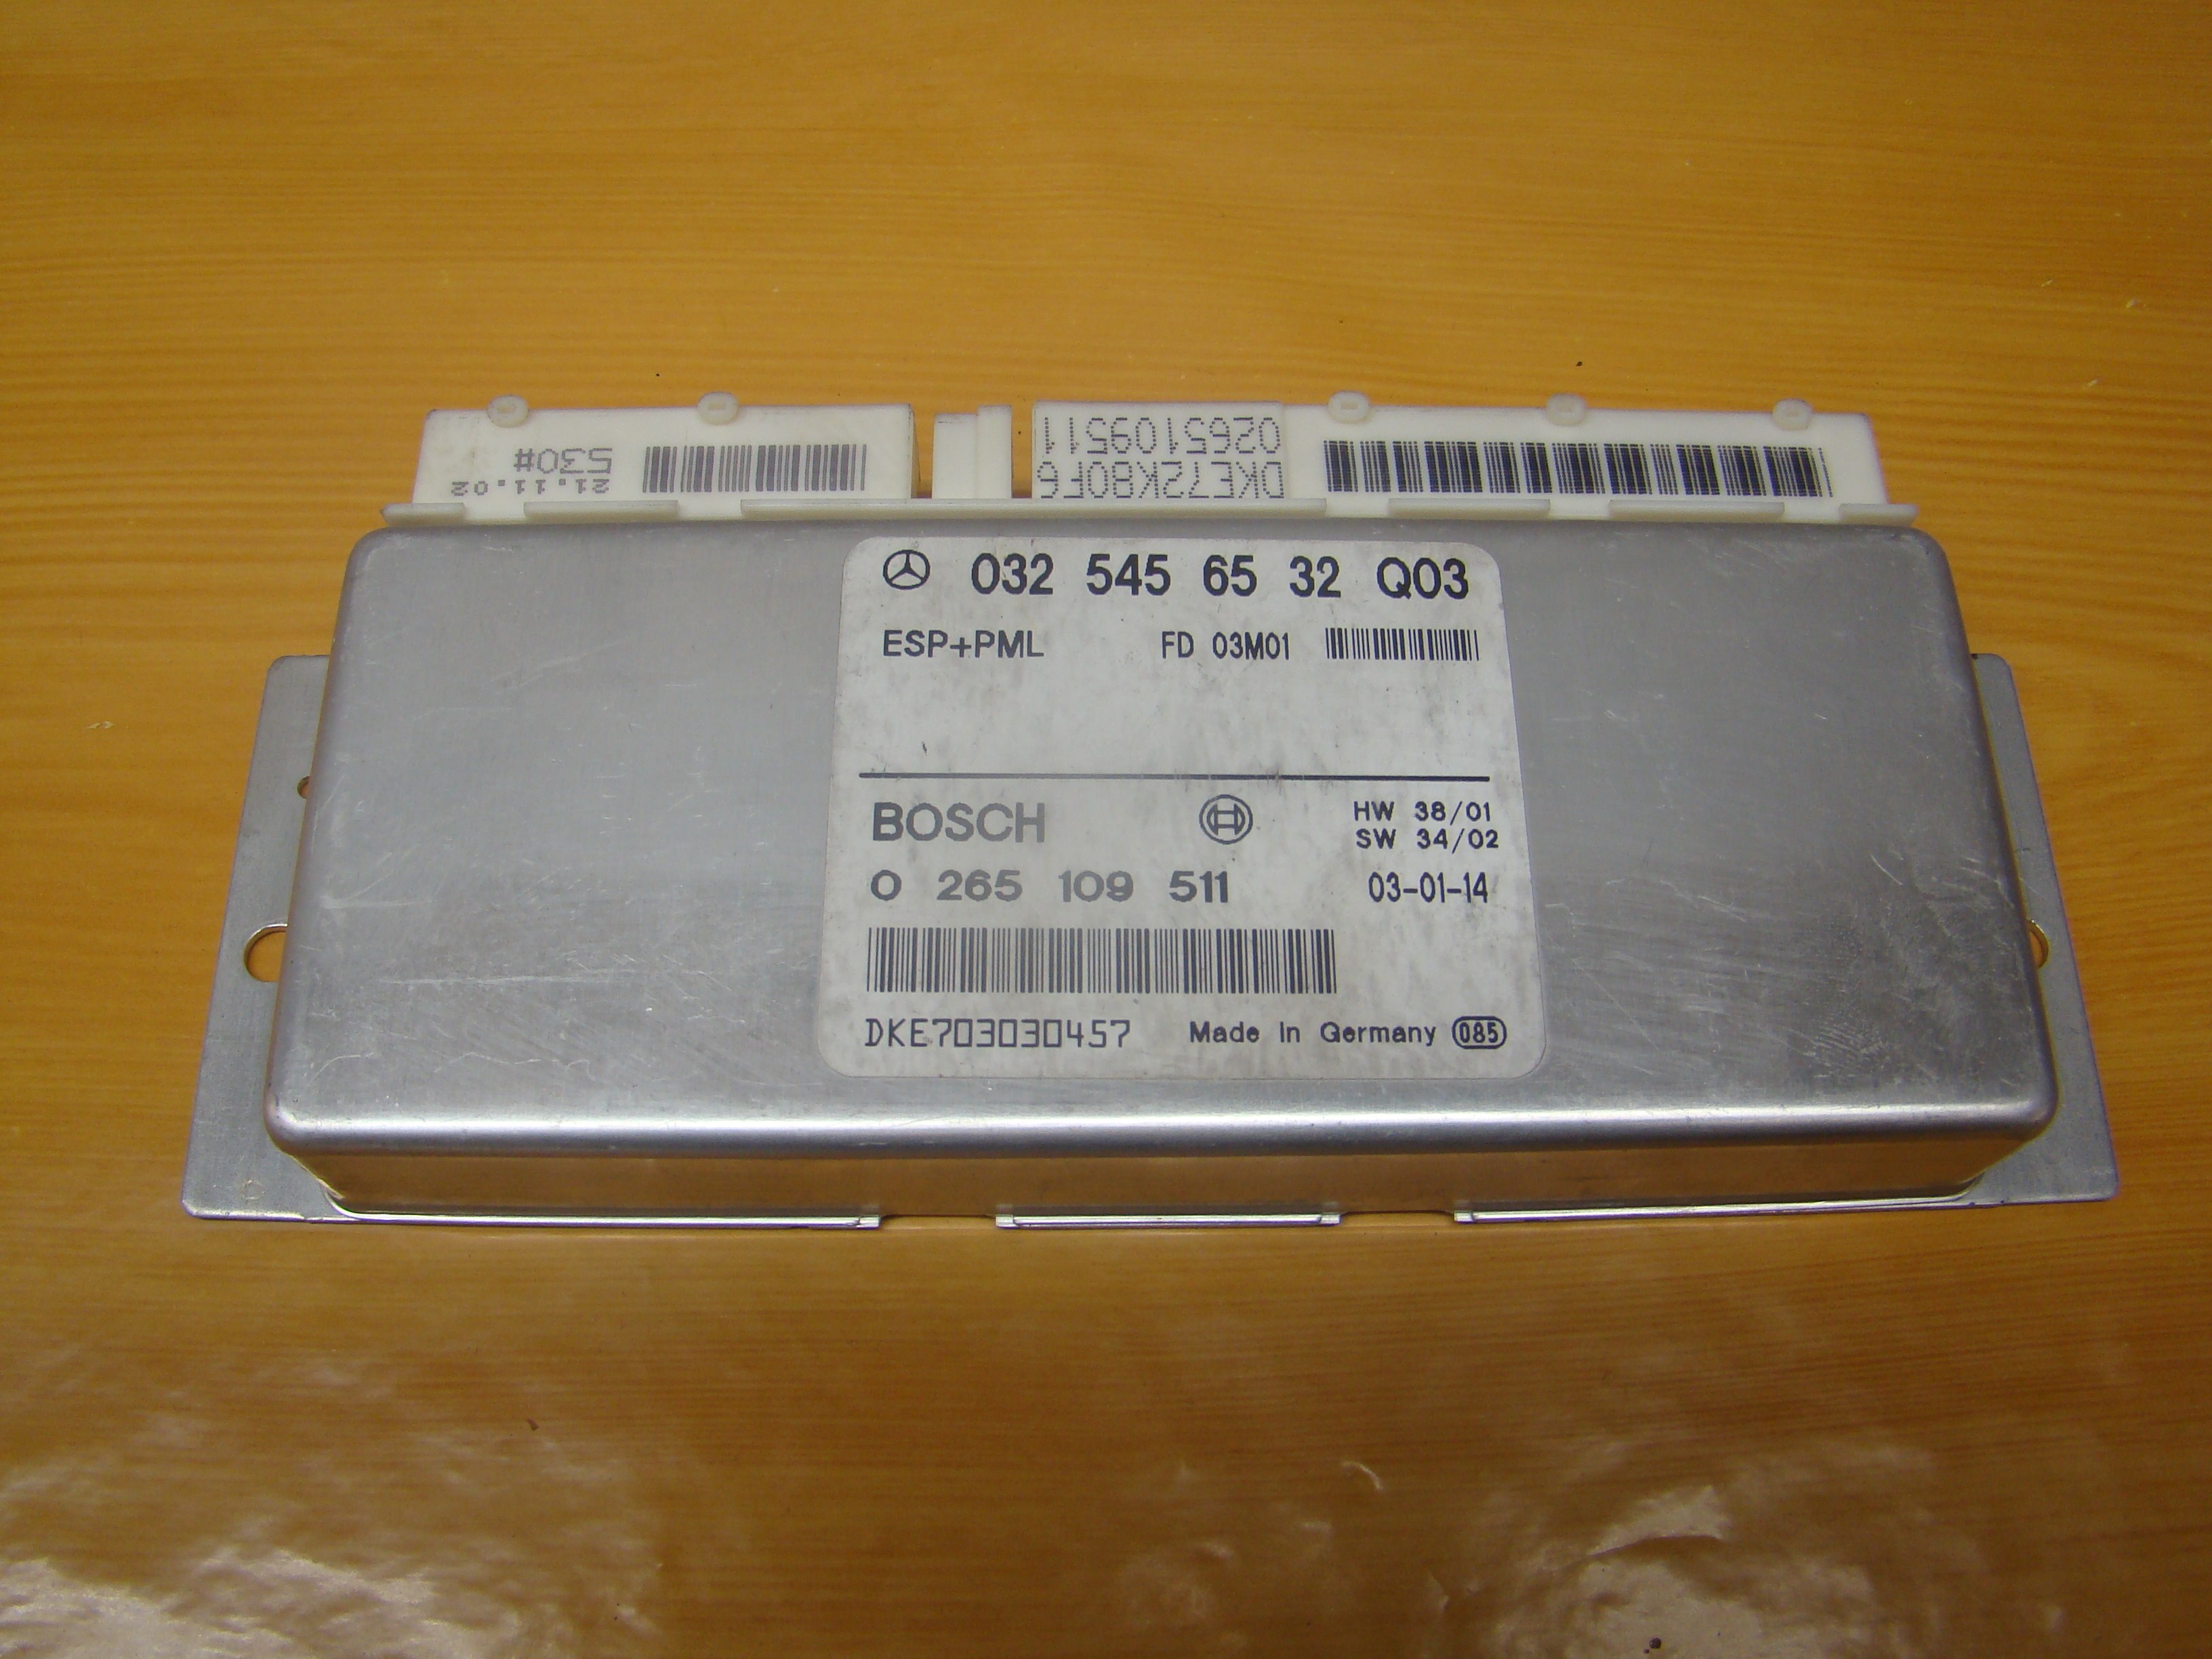 530#
21.11.02
0265109511
DKE72K80F6
032 545 65 32 Q03
ESP+PML FD 03M01
BOSCH HW 38/01
SW 34/02
0 265 109 511 03-01-14
DKE703030457 Made in Germany 085